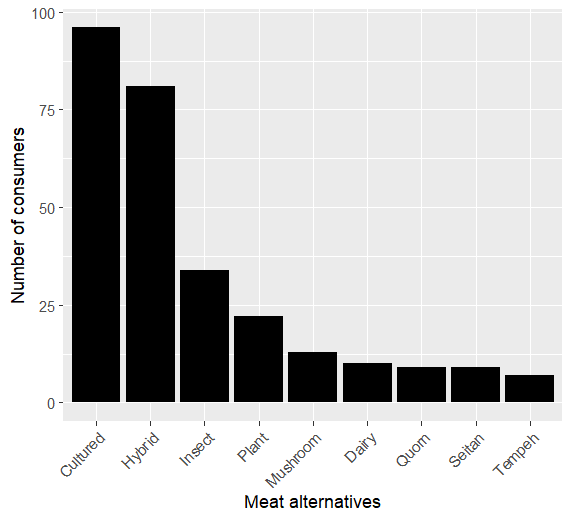 100
75
50
25
0
Number of consumers
Cultured
Hybrid
Insect
Plant
Mushroom
Dairy
Quorn
Seitan
Tempeh
Meat alternatives